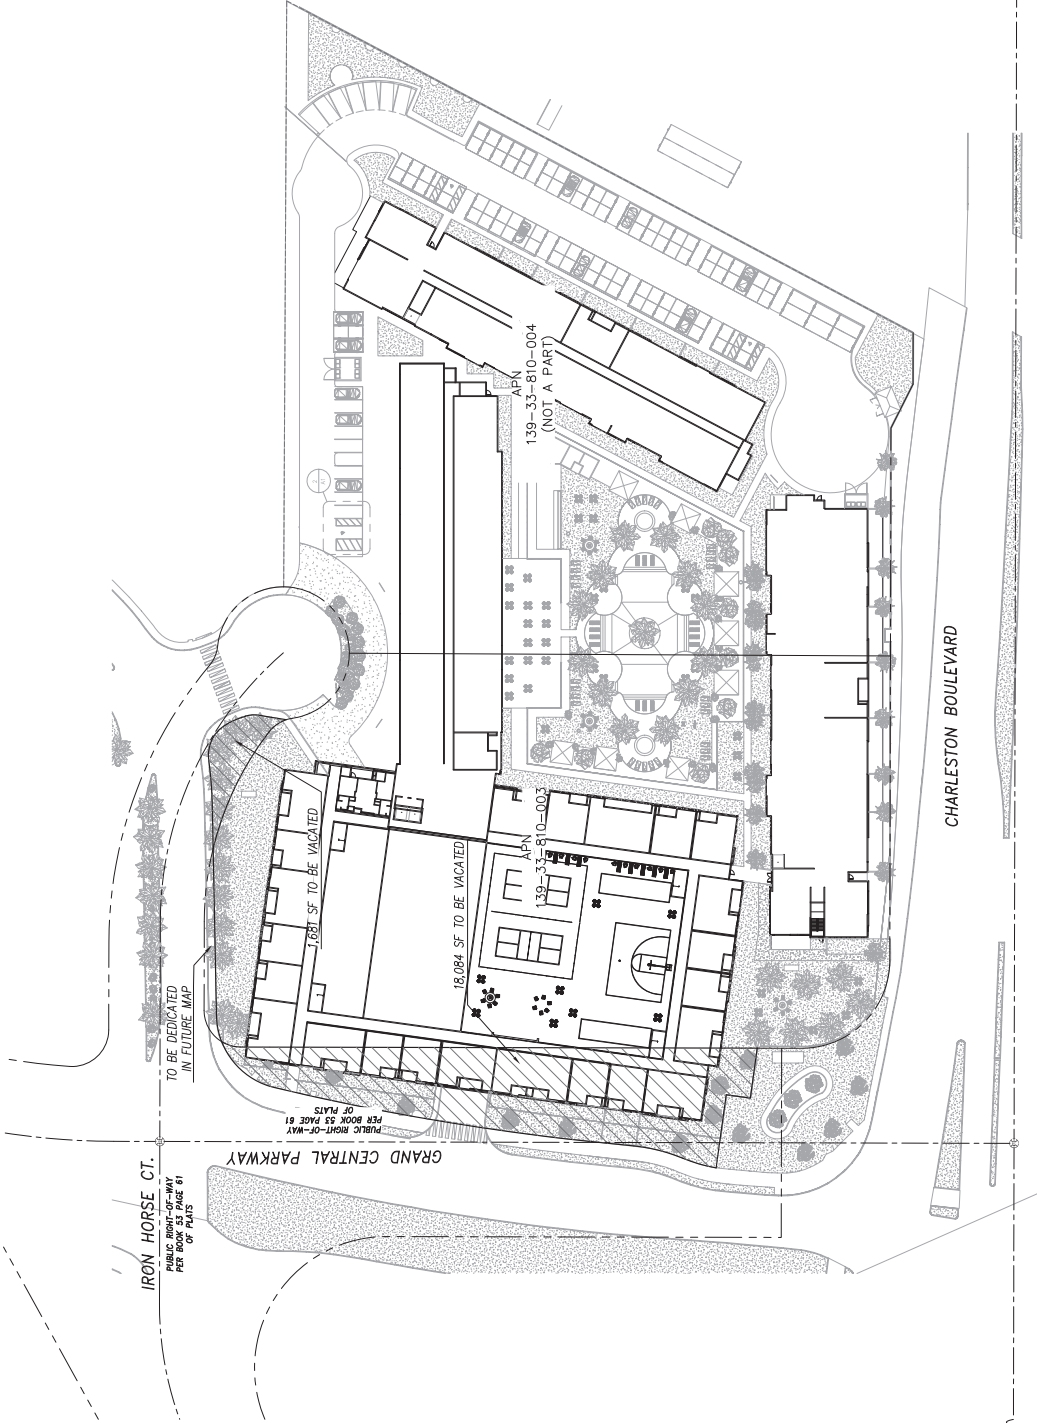 APN
139-33-810-004
(NOT A PART)
CHARLESTON BOULEVARD
1,681 SF TO BE VACATED
18,084 SF TO BE VACATED
APN
139-33-810-003
TO BE DEDICATED
IN FUTURE MAP
PUBLIC RIGHT-OF-WAY
PER BOOK 53 PAGE 61
OF PLATS
GRAND CENTRAL PARKWAY
IRON HORSE CT.
PUBLIC RIGHT-OF-WAY
PER BOOK 53 PAGE 61
OF PLATS